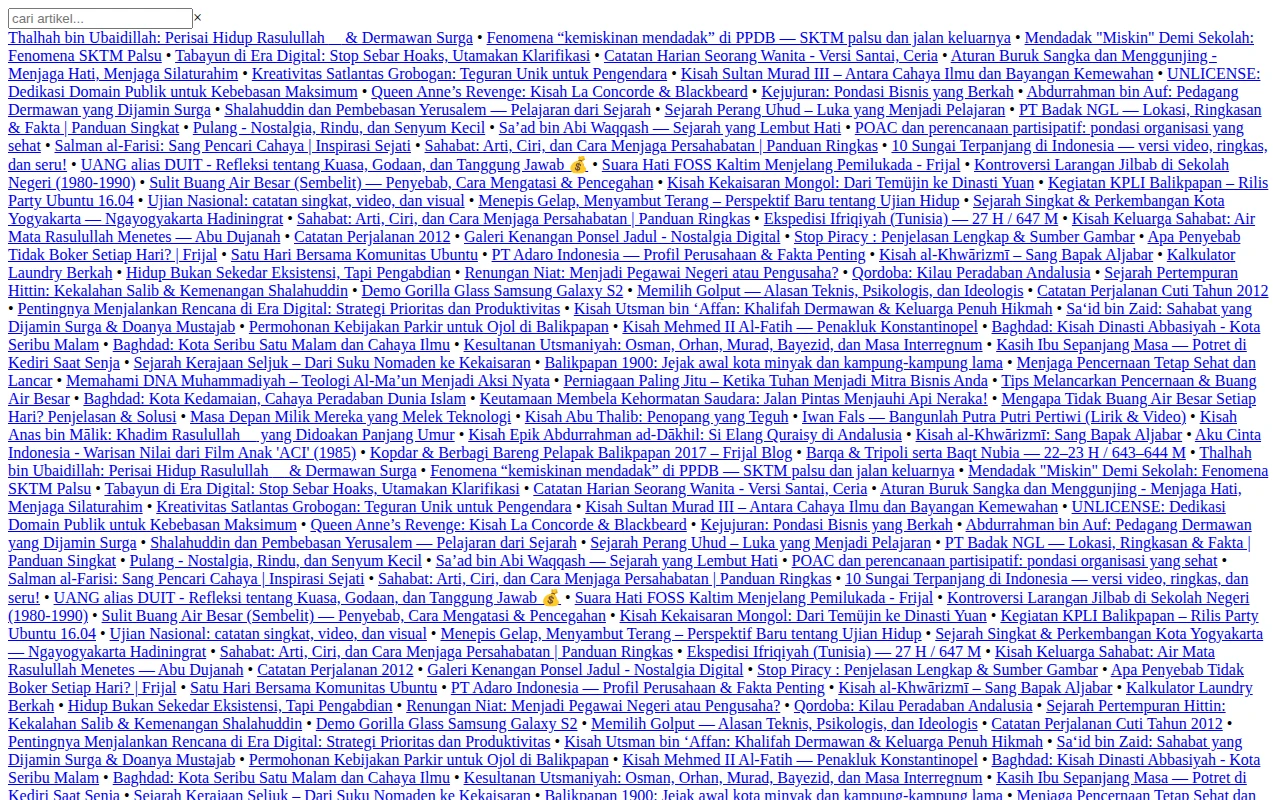 cari artikel... ×
Thalhah bin Ubaidillah: Perisai Hidup Rasulullah   & Dermawan Surga • Fenomena “kemiskinan mendadak” di PPDB — SKTM palsu dan jalan keluarnya • Mendadak "Miskin" Demi Sekolah:
Fenomena SKTM Palsu • Tabayun di Era Digital: Stop Sebar Hoaks, Utamakan Klarifikasi • Catatan Harian Seorang Wanita - Versi Santai, Ceria • Aturan Buruk Sangka dan Menggunjing -
Menjaga Hati, Menjaga Silaturahim • Kreativitas Satlantas Grobogan: Teguran Unik untuk Pengendara • Kisah Sultan Murad III – Antara Cahaya Ilmu dan Bayangan Kemewahan • UNLICENSE:
Dedikasi Domain Publik untuk Kebebasan Maksimum • Queen Anne’s Revenge: Kisah La Concorde & Blackbeard • Kejujuran: Pondasi Bisnis yang Berkah • Abdurrahman bin Auf: Pedagang
Dermawan yang Dijamin Surga • Shalahuddin dan Pembebasan Yerusalem — Pelajaran dari Sejarah • Sejarah Perang Uhud – Luka yang Menjadi Pelajaran • PT Badak NGL — Lokasi, Ringkasan
& Fakta | Panduan Singkat • Pulang - Nostalgia, Rindu, dan Senyum Kecil • Sa’ad bin Abi Waqqash — Sejarah yang Lembut Hati • POAC dan perencanaan partisipatif: pondasi organisasi yang
sehat • Salman al-Farisi: Sang Pencari Cahaya | Inspirasi Sejati • Sahabat: Arti, Ciri, dan Cara Menjaga Persahabatan | Panduan Ringkas • 10 Sungai Terpanjang di Indonesia — versi video, ringkas,
dan seru! • UANG alias DUIT - Refleksi tentang Kuasa, Godaan, dan Tanggung Jawab 💰 • Suara Hati FOSS Kaltim Menjelang Pemilukada - Frijal • Kontroversi Larangan Jilbab di Sekolah
Negeri (1980-1990) • Sulit Buang Air Besar (Sembelit) — Penyebab, Cara Mengatasi & Pencegahan • Kisah Kekaisaran Mongol: Dari Temüjin ke Dinasti Yuan • Kegiatan KPLI Balikpapan – Rilis
Party Ubuntu 16.04 • Ujian Nasional: catatan singkat, video, dan visual • Menepis Gelap, Menyambut Terang – Perspektif Baru tentang Ujian Hidup • Sejarah Singkat & Perkembangan Kota
Yogyakarta — Ngayogyakarta Hadiningrat • Sahabat: Arti, Ciri, dan Cara Menjaga Persahabatan | Panduan Ringkas • Ekspedisi Ifriqiyah (Tunisia) — 27 H / 647 M • Kisah Keluarga Sahabat: Air
Mata Rasulullah Menetes — Abu Dujanah • Catatan Perjalanan 2012 • Galeri Kenangan Ponsel Jadul - Nostalgia Digital • Stop Piracy : Penjelasan Lengkap & Sumber Gambar • Apa Penyebab
Tidak Boker Setiap Hari? | Frijal • Satu Hari Bersama Komunitas Ubuntu • PT Adaro Indonesia — Profil Perusahaan & Fakta Penting • Kisah al-Khwārizmī – Sang Bapak Aljabar • Kalkulator
Laundry Berkah • Hidup Bukan Sekedar Eksistensi, Tapi Pengabdian • Renungan Niat: Menjadi Pegawai Negeri atau Pengusaha? • Qordoba: Kilau Peradaban Andalusia • Sejarah Pertempuran
Hittin: Kekalahan Salib & Kemenangan Shalahuddin • Demo Gorilla Glass Samsung Galaxy S2 • Memilih Golput — Alasan Teknis, Psikologis, dan Ideologis • Catatan Perjalanan Cuti Tahun 2012
• Pentingnya Menjalankan Rencana di Era Digital: Strategi Prioritas dan Produktivitas • Kisah Utsman bin ‘Affan: Khalifah Dermawan & Keluarga Penuh Hikmah • Sa‘id bin Zaid: Sahabat yang
Dijamin Surga & Doanya Mustajab • Permohonan Kebijakan Parkir untuk Ojol di Balikpapan • Kisah Mehmed II Al-Fatih — Penakluk Konstantinopel • Baghdad: Kisah Dinasti Abbasiyah - Kota
Seribu Malam • Baghdad: Kota Seribu Satu Malam dan Cahaya Ilmu • Kesultanan Utsmaniyah: Osman, Orhan, Murad, Bayezid, dan Masa Interregnum • Kasih Ibu Sepanjang Masa — Potret di
Kediri Saat Senja • Sejarah Kerajaan Seljuk – Dari Suku Nomaden ke Kekaisaran • Balikpapan 1900: Jejak awal kota minyak dan kampung-kampung lama • Menjaga Pencernaan Tetap Sehat dan
Lancar • Memahami DNA Muhammadiyah – Teologi Al-Ma’un Menjadi Aksi Nyata • Perniagaan Paling Jitu – Ketika Tuhan Menjadi Mitra Bisnis Anda • Tips Melancarkan Pencernaan & Buang
Air Besar • Baghdad: Kota Kedamaian, Cahaya Peradaban Dunia Islam • Keutamaan Membela Kehormatan Saudara: Jalan Pintas Menjauhi Api Neraka! • Mengapa Tidak Buang Air Besar Setiap
Hari? Penjelasan & Solusi • Masa Depan Milik Mereka yang Melek Teknologi • Kisah Abu Thalib: Penopang yang Teguh • Iwan Fals — Bangunlah Putra Putri Pertiwi (Lirik & Video) • Kisah
Anas bin Mālik: Khadim Rasulullah   yang Didoakan Panjang Umur • Kisah Epik Abdurrahman ad-Dākhil: Si Elang Quraisy di Andalusia • Kisah al-Khwārizmī: Sang Bapak Aljabar • Aku Cinta
Indonesia - Warisan Nilai dari Film Anak 'ACI' (1985) • Kopdar & Berbagi Bareng Pelapak Balikpapan 2017 – Frijal Blog • Barqa & Tripoli serta Baqt Nubia — 22–23 H / 643–644 M • Thalhah
bin Ubaidillah: Perisai Hidup Rasulullah   & Dermawan Surga • Fenomena “kemiskinan mendadak” di PPDB — SKTM palsu dan jalan keluarnya • Mendadak "Miskin" Demi Sekolah: Fenomena
SKTM Palsu • Tabayun di Era Digital: Stop Sebar Hoaks, Utamakan Klarifikasi • Catatan Harian Seorang Wanita - Versi Santai, Ceria • Aturan Buruk Sangka dan Menggunjing - Menjaga Hati,
Menjaga Silaturahim • Kreativitas Satlantas Grobogan: Teguran Unik untuk Pengendara • Kisah Sultan Murad III – Antara Cahaya Ilmu dan Bayangan Kemewahan • UNLICENSE: Dedikasi
Domain Publik untuk Kebebasan Maksimum • Queen Anne’s Revenge: Kisah La Concorde & Blackbeard • Kejujuran: Pondasi Bisnis yang Berkah • Abdurrahman bin Auf: Pedagang Dermawan
yang Dijamin Surga • Shalahuddin dan Pembebasan Yerusalem — Pelajaran dari Sejarah • Sejarah Perang Uhud – Luka yang Menjadi Pelajaran • PT Badak NGL — Lokasi, Ringkasan & Fakta |
Panduan Singkat • Pulang - Nostalgia, Rindu, dan Senyum Kecil • Sa’ad bin Abi Waqqash — Sejarah yang Lembut Hati • POAC dan perencanaan partisipatif: pondasi organisasi yang sehat •
Salman al-Farisi: Sang Pencari Cahaya | Inspirasi Sejati • Sahabat: Arti, Ciri, dan Cara Menjaga Persahabatan | Panduan Ringkas • 10 Sungai Terpanjang di Indonesia — versi video, ringkas, dan
seru! • UANG alias DUIT - Refleksi tentang Kuasa, Godaan, dan Tanggung Jawab 💰 • Suara Hati FOSS Kaltim Menjelang Pemilukada - Frijal • Kontroversi Larangan Jilbab di Sekolah Negeri
(1980-1990) • Sulit Buang Air Besar (Sembelit) — Penyebab, Cara Mengatasi & Pencegahan • Kisah Kekaisaran Mongol: Dari Temüjin ke Dinasti Yuan • Kegiatan KPLI Balikpapan – Rilis Party
Ubuntu 16.04 • Ujian Nasional: catatan singkat, video, dan visual • Menepis Gelap, Menyambut Terang – Perspektif Baru tentang Ujian Hidup • Sejarah Singkat & Perkembangan Kota Yogyakarta
— Ngayogyakarta Hadiningrat • Sahabat: Arti, Ciri, dan Cara Menjaga Persahabatan | Panduan Ringkas • Ekspedisi Ifriqiyah (Tunisia) — 27 H / 647 M • Kisah Keluarga Sahabat: Air Mata
Rasulullah Menetes — Abu Dujanah • Catatan Perjalanan 2012 • Galeri Kenangan Ponsel Jadul - Nostalgia Digital • Stop Piracy : Penjelasan Lengkap & Sumber Gambar • Apa Penyebab Tidak
Boker Setiap Hari? | Frijal • Satu Hari Bersama Komunitas Ubuntu • PT Adaro Indonesia — Profil Perusahaan & Fakta Penting • Kisah al-Khwārizmī – Sang Bapak Aljabar • Kalkulator Laundry
Berkah • Hidup Bukan Sekedar Eksistensi, Tapi Pengabdian • Renungan Niat: Menjadi Pegawai Negeri atau Pengusaha? • Qordoba: Kilau Peradaban Andalusia • Sejarah Pertempuran Hittin:
Kekalahan Salib & Kemenangan Shalahuddin • Demo Gorilla Glass Samsung Galaxy S2 • Memilih Golput — Alasan Teknis, Psikologis, dan Ideologis • Catatan Perjalanan Cuti Tahun 2012 •
Pentingnya Menjalankan Rencana di Era Digital: Strategi Prioritas dan Produktivitas • Kisah Utsman bin ‘Affan: Khalifah Dermawan & Keluarga Penuh Hikmah • Sa‘id bin Zaid: Sahabat yang
Dijamin Surga & Doanya Mustajab • Permohonan Kebijakan Parkir untuk Ojol di Balikpapan • Kisah Mehmed II Al-Fatih — Penakluk Konstantinopel • Baghdad: Kisah Dinasti Abbasiyah - Kota
Seribu Malam • Baghdad: Kota Seribu Satu Malam dan Cahaya Ilmu • Kesultanan Utsmaniyah: Osman, Orhan, Murad, Bayezid, dan Masa Interregnum • Kasih Ibu Sepanjang Masa — Potret di
Kediri Saat Senja • Sejarah Kerajaan Seljuk – Dari Suku Nomaden ke Kekaisaran • Balikpapan 1900: Jejak awal kota minyak dan kampung-kampung lama • Menjaga Pencernaan Tetap Sehat dan